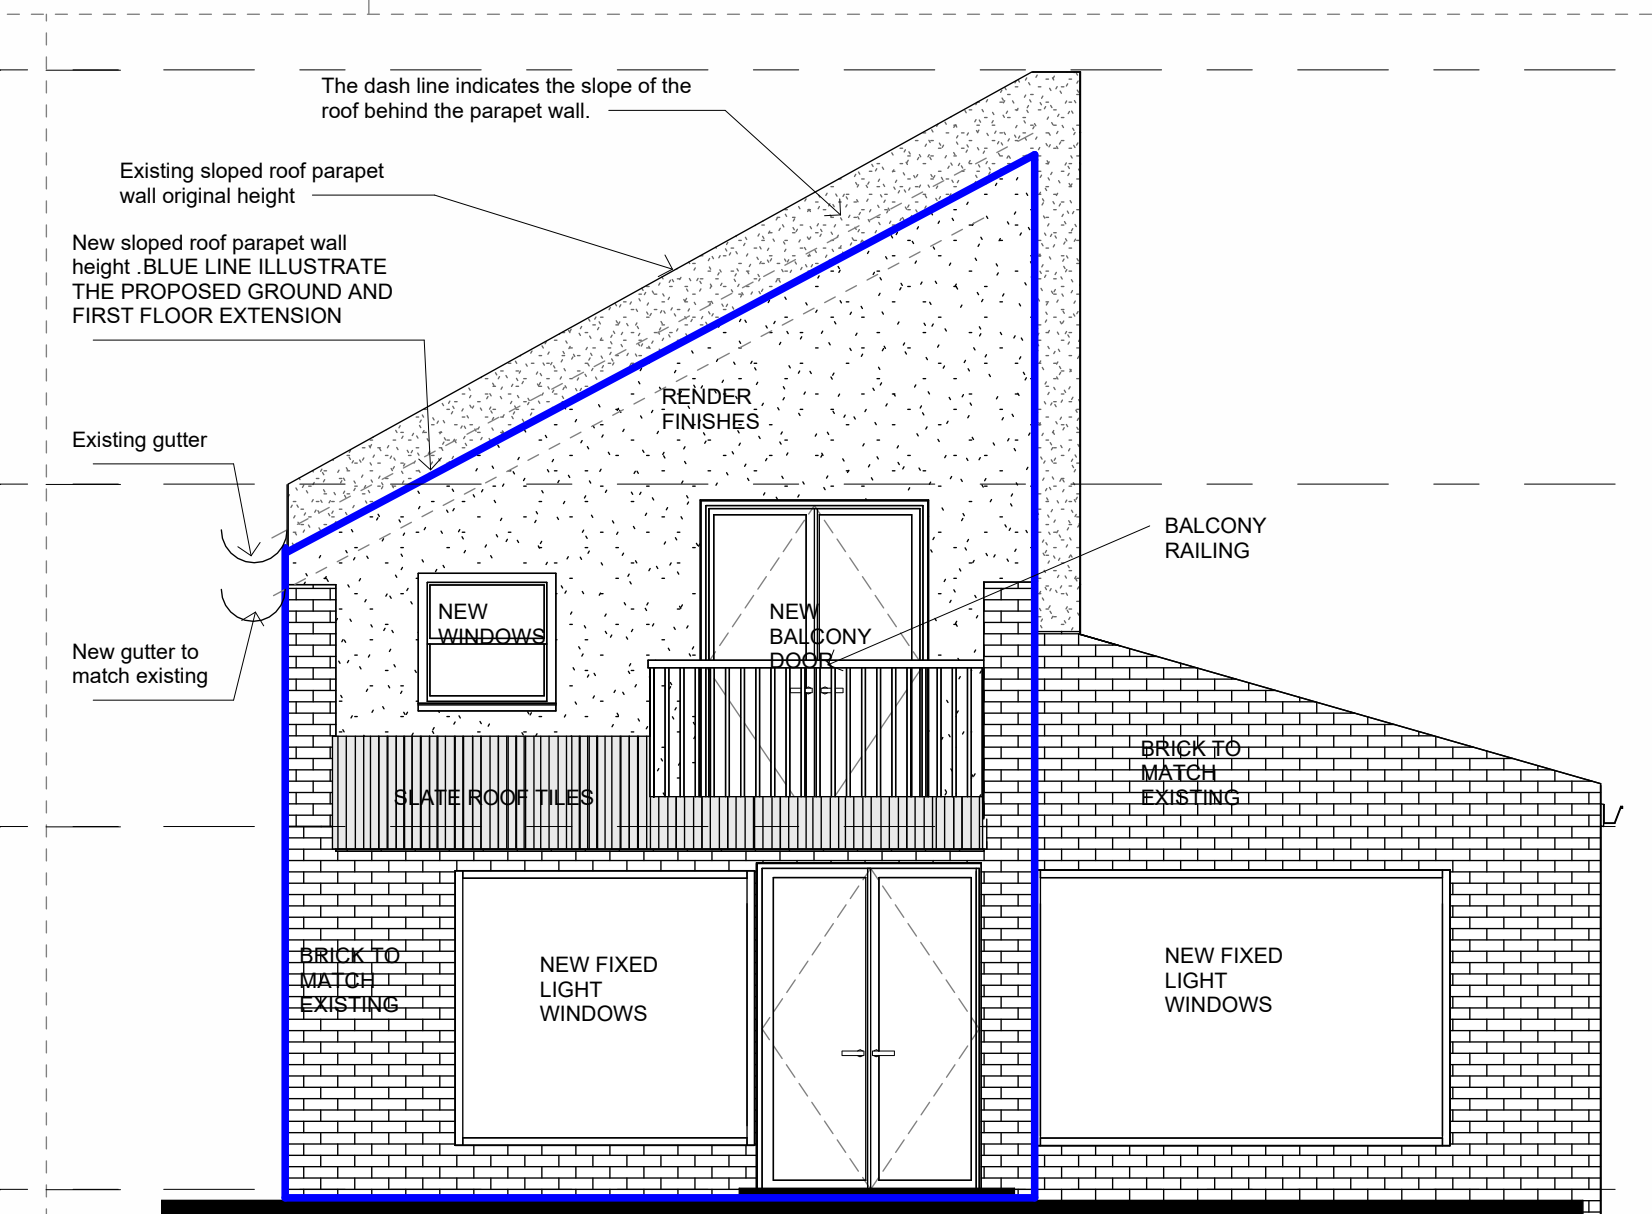 The dash line indicates the slope of the
roof behind the parapet wall.
Existing sloped roof parapet
wall original height
New sloped roof parapet wall
height .BLUE LINE ILLUSTRATE
THE PROPOSED GROUND AND
FIRST FLOOR EXTENSION
RENDER
FINISHES
Existing gutter
BALCONY
RAILING
NEW
WINDOWS
NEW
BALCONY
DOOR
New gutter to
match existing
BRICK TO
MATCH
EXISTING
SLATE ROOF TILES
BRICK TO
MATCH
EXISTING
NEW FIXED
LIGHT
WINDOWS
NEW FIXED
LIGHT
WINDOWS